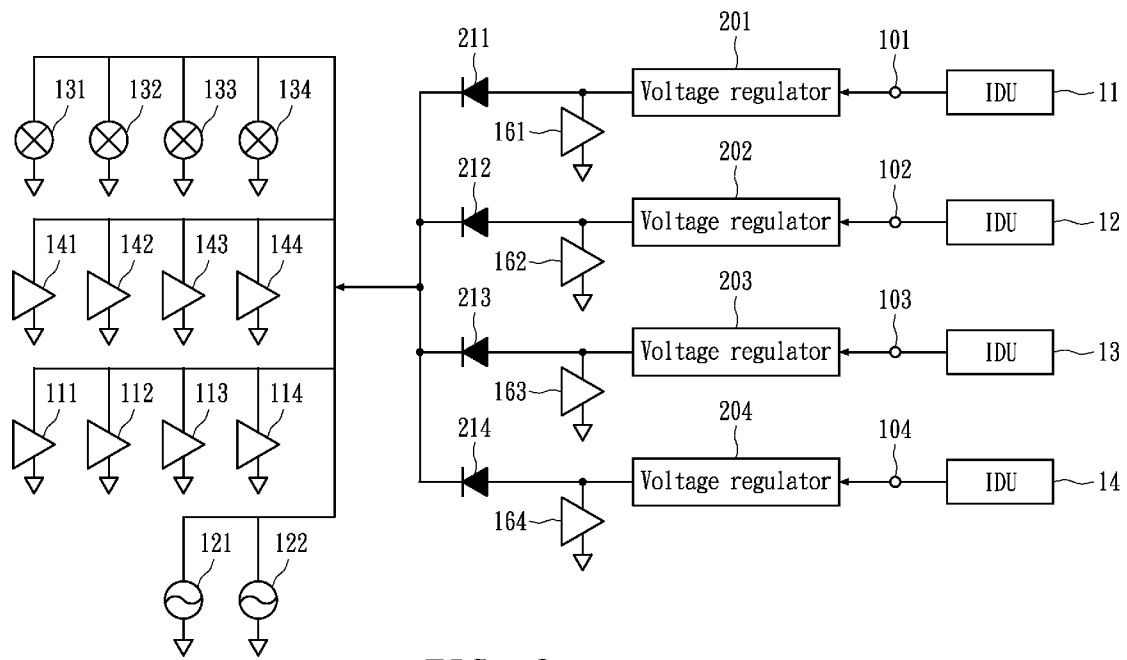 201
211
101
131 132 133 134
Voltage regulator
IDU
11
161
202
212
102
Voltage regulator
IDU
12
141 142 143 144
162
203
213
103
Voltage regulator
IDU
13
111 112 113 114
163
204
214
104
Voltage regulator
IDU
14
164
121 122